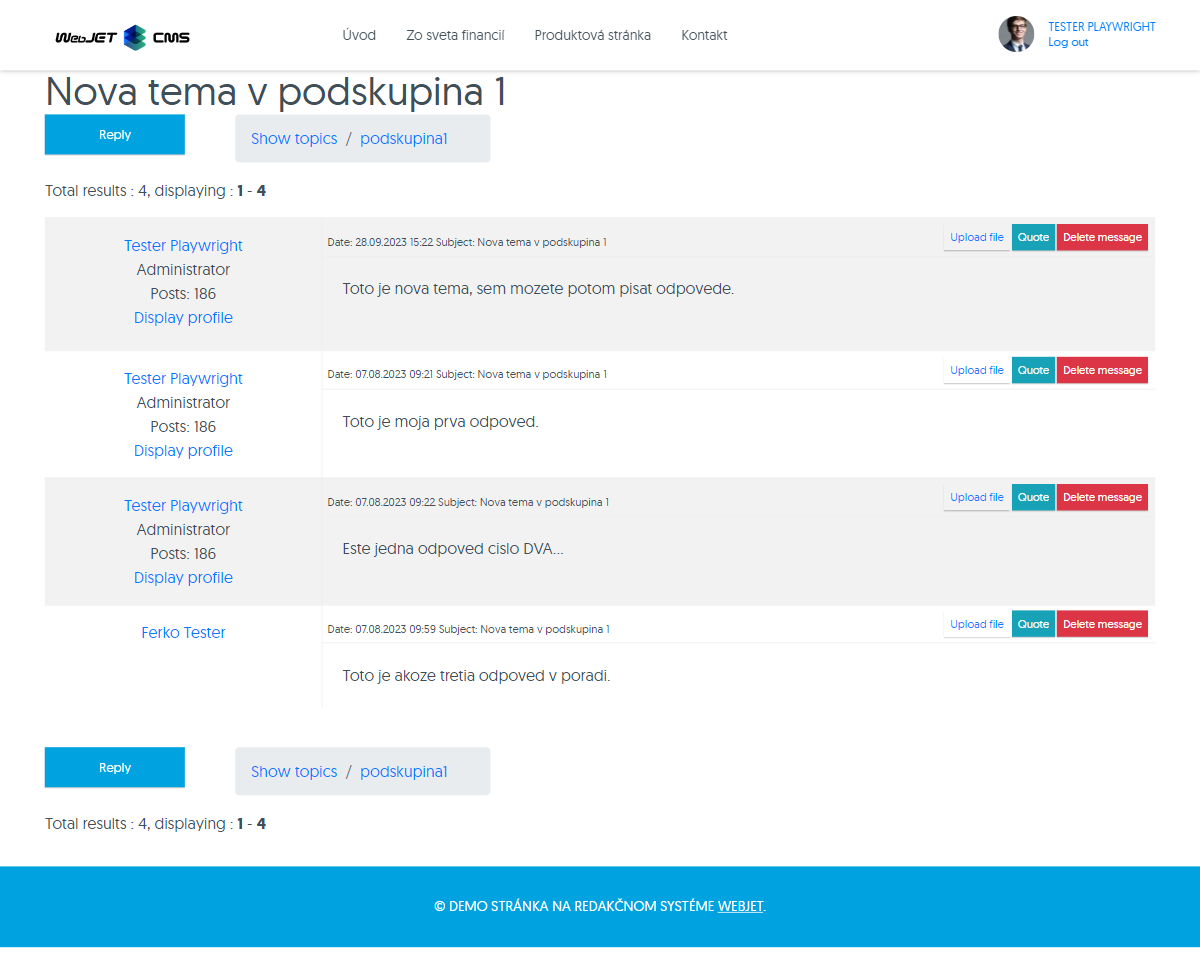 WebJET CMS
Úvod Zo sveta financií Produktová stránka Kontakt
TESTER PLAYWRIGHT
Log out
Nova tema v podskupina 1
Reply
Show topics / podskupina1
Total results : 4, displaying : 1 - 4
Tester Playwright
Administrator
Posts: 186
Display profile
Date: 28.09.2023 15:22 Subject: Nova tema v podskupina 1
Upload file Quote Delete message
Toto je nova tema, sem mozete potom pisat odpovede.
Tester Playwright
Administrator
Posts: 186
Display profile
Date: 07.08.2023 09:21 Subject: Nova tema v podskupina 1
Upload file Quote Delete message
Toto je moja prva odpoved.
Tester Playwright
Administrator
Posts: 186
Display profile
Date: 07.08.2023 09:22 Subject: Nova tema v podskupina 1
Upload file Quote Delete message
Este jedna odpoved cislo DVA...
Ferko Tester
Date: 07.08.2023 09:59 Subject: Nova tema v podskupina 1
Upload file Quote Delete message
Toto je akoze tretia odpoved v poradi.
Reply
Show topics / podskupina1
Total results : 4, displaying : 1 - 4
© DEMO STRÁNKA NA REDAKČNOM SYSTÉME WEBJET.